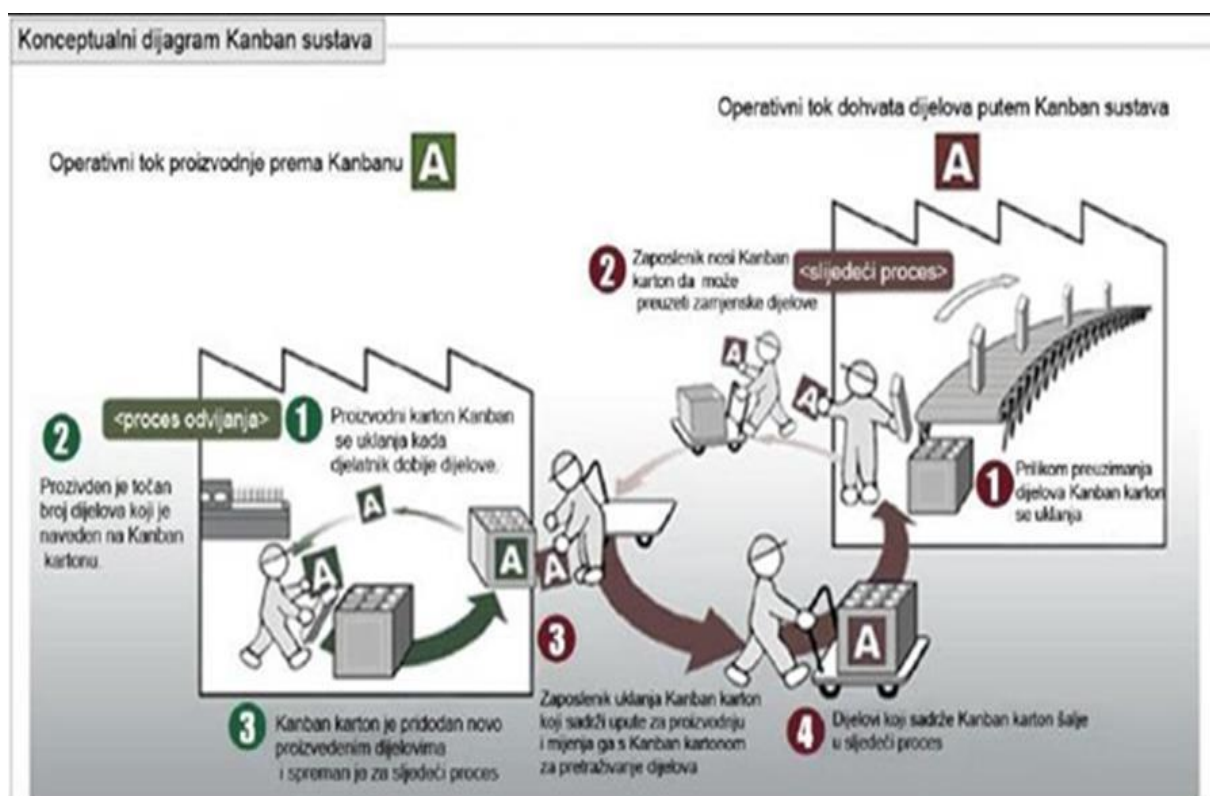 Konceptualni dijagram Kanban sustava
Operativni tok dohvata dijelova putem Kanban sustava
A
Operativni tok proizvodnje prema Kanbanu
A
2
Zaposlenik nosi Kanban
karton da može
preuzeti zamjenske dijelove
<slijedeći proces>
A
A
1
Prilikom preuzimanja
dijelova Kanban karton
se uklanja
<proces odvijanja>
1
Proizvodni karton Kanban
se uklanja kada
djelatnik dobije dijelove.
2
Prozivden je točan
broj dijelova koji je
naveden na Kanban
kartonu.
A
A
A
A
A
3
Kanban karton je pridodan novo
proizvedenim dijelovima
i spreman je za sljedeći proces
3
Zaposlenik uklanja Kanban karton
koji sadrži upute za proizvodnju
i mijenja ga s Kanban kartonom
za pretraživanje dijelova
4
Dijelovi koji sadrže Kanban karton šalje
u sljedeći proces